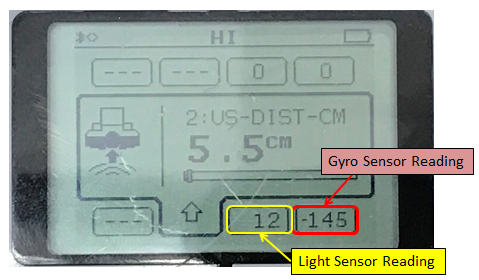 HI
--- --- 0 0
2:US-DIST-CM
5.5CM
Gyro Sensor Reading
--- 12 -145
Light Sensor Reading